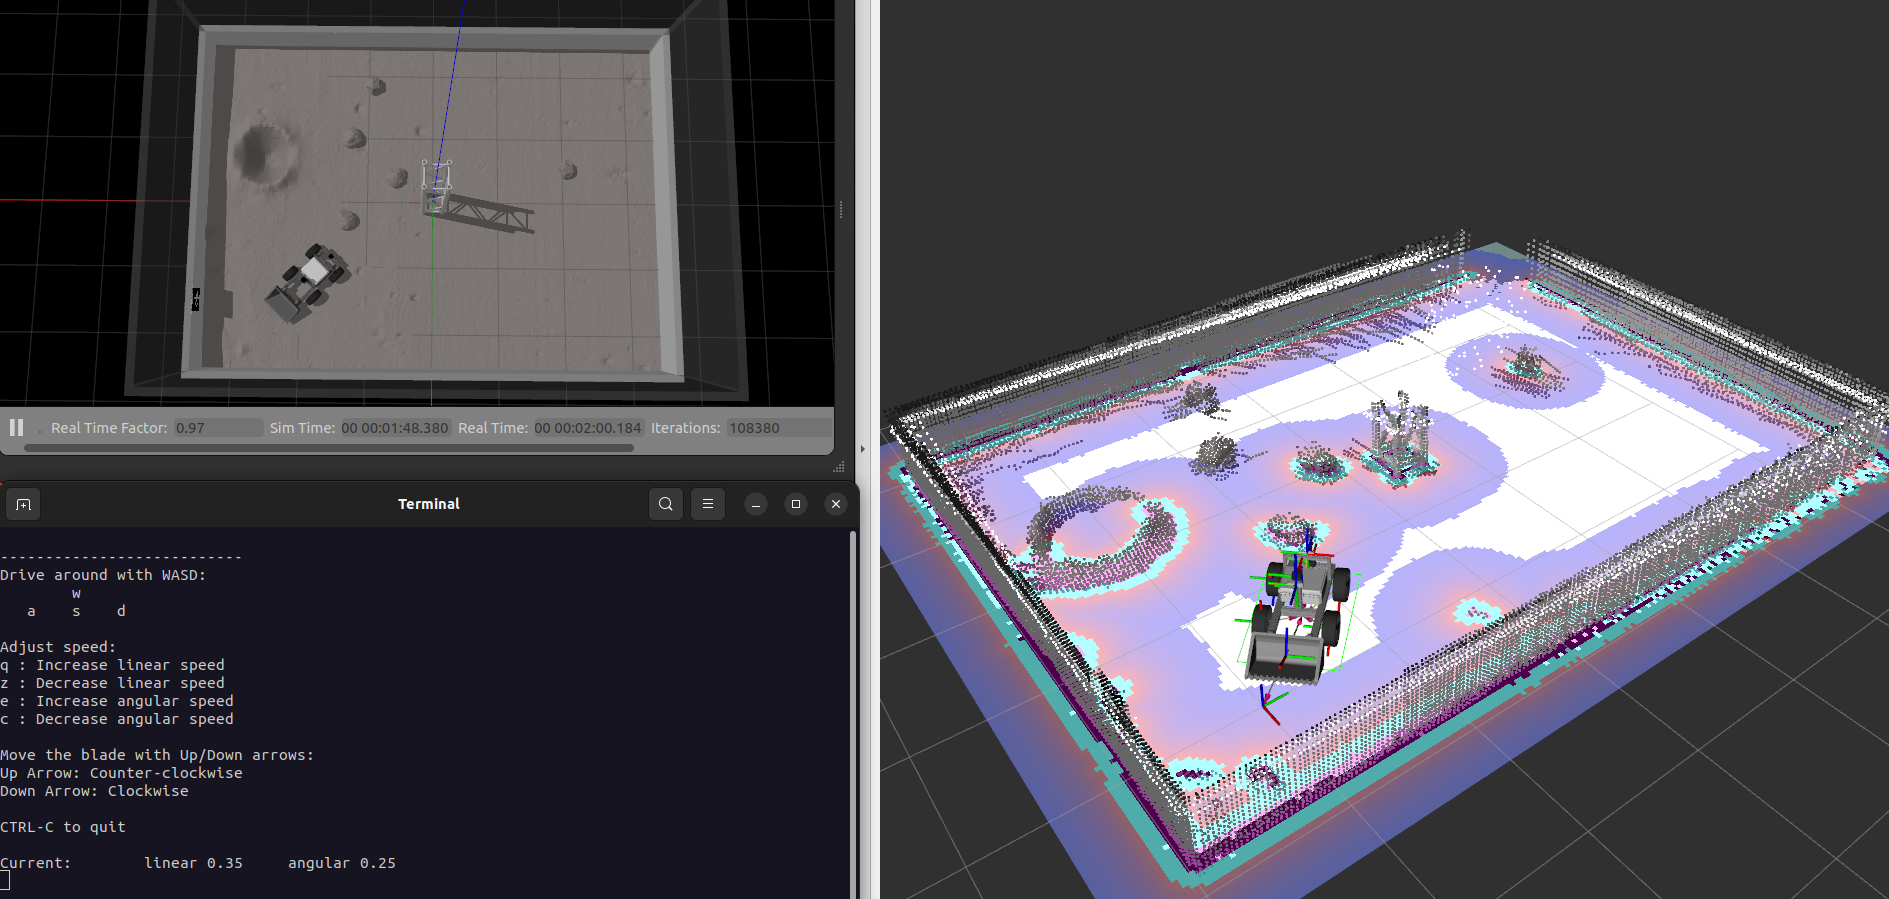 Real Time Factor: 0.97 Sim Time: 00 00:01:48.380 Real Time: 00 00:02:00.184 Iterations: 108380
Terminal
----------------------------
Drive around with WASD:
w
a s d
Adjust speed:
q : Increase linear speed
z : Decrease linear speed
e : Increase angular speed
c : Decrease angular speed
Move the blade with Up/Down arrows:
Up Arrow: Counter-clockwise
Down Arrow: Clockwise
CTRL-C to quit
Current: linear 0.35 angular 0.25